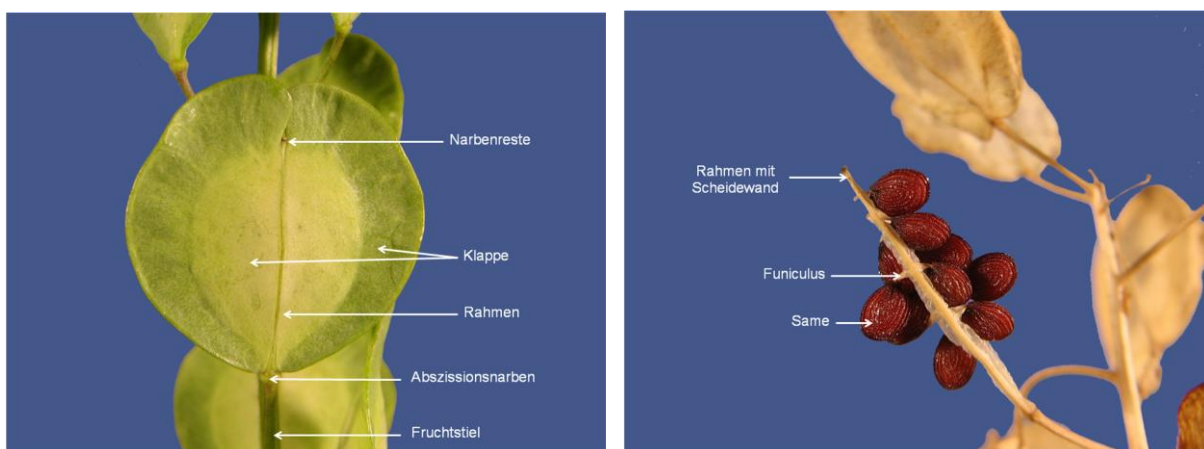 Narbenreste
Klappe
Rahmen
Abszissionsnarben
Fruchtstiel
Rahmen mit
Scheidewand
Funiculus
Same